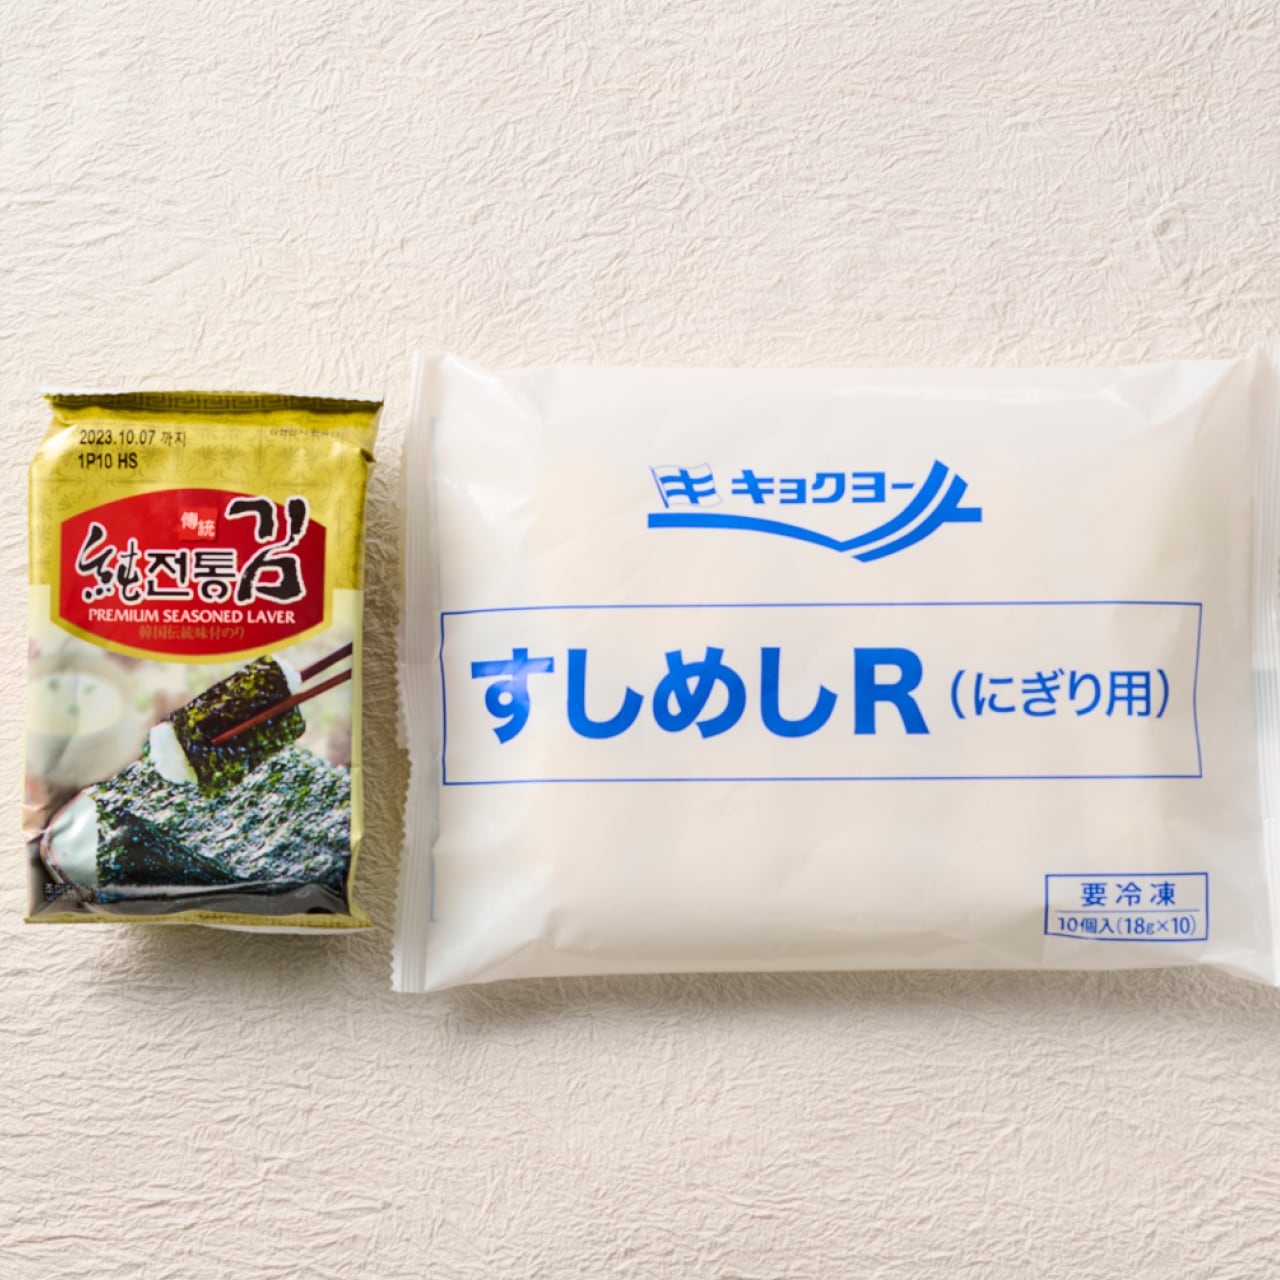 2023.10.07 까지
1P10 HS
傳統
純전통김
PREMIUM SEASONED LAVER
韓国伝統味付のり
キ キョクヨー
すしめしR(にぎり用)
要冷凍
10個入(18g×10)